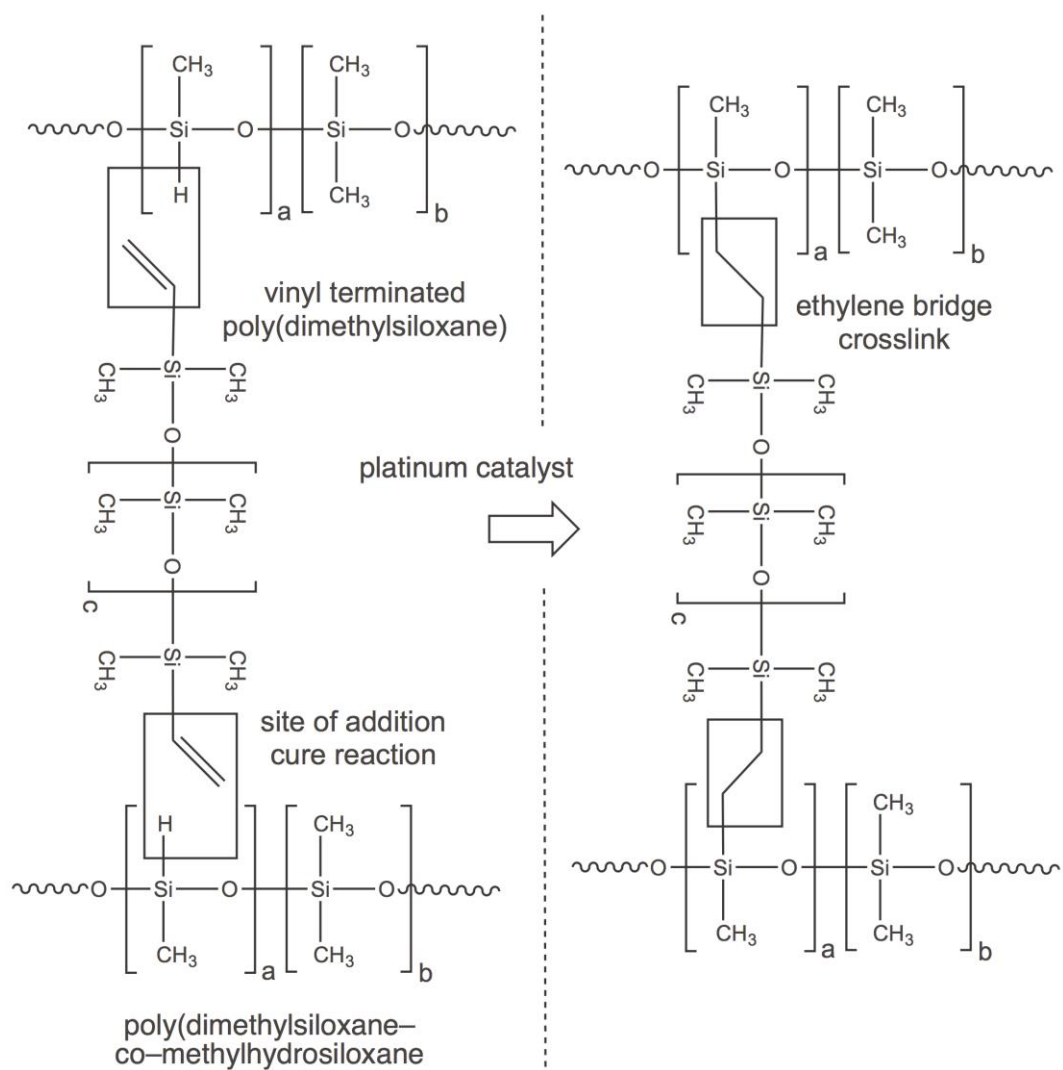 CH₃ CH₃
O Si O Si O
H CH₃
a b
vinyl terminated
poly(dimethylsiloxane)
CH₃ Si CH₃
O
CH₃ Si CH₃
O
c
CH₃ Si CH₃
site of addition
cure reaction
H CH₃
O Si O Si O
CH₃ CH₃
a b
poly(dimethylsiloxane–
co–methylhydrosiloxane
platinum catalyst
CH₃ CH₃
O Si O Si O
CH₃
a b
ethylene bridge
crosslink
CH₃ Si CH₃
O
CH₃ Si CH₃
O
c
CH₃ Si CH₃
CH₃
O Si O Si O
CH₃ CH₃
a b